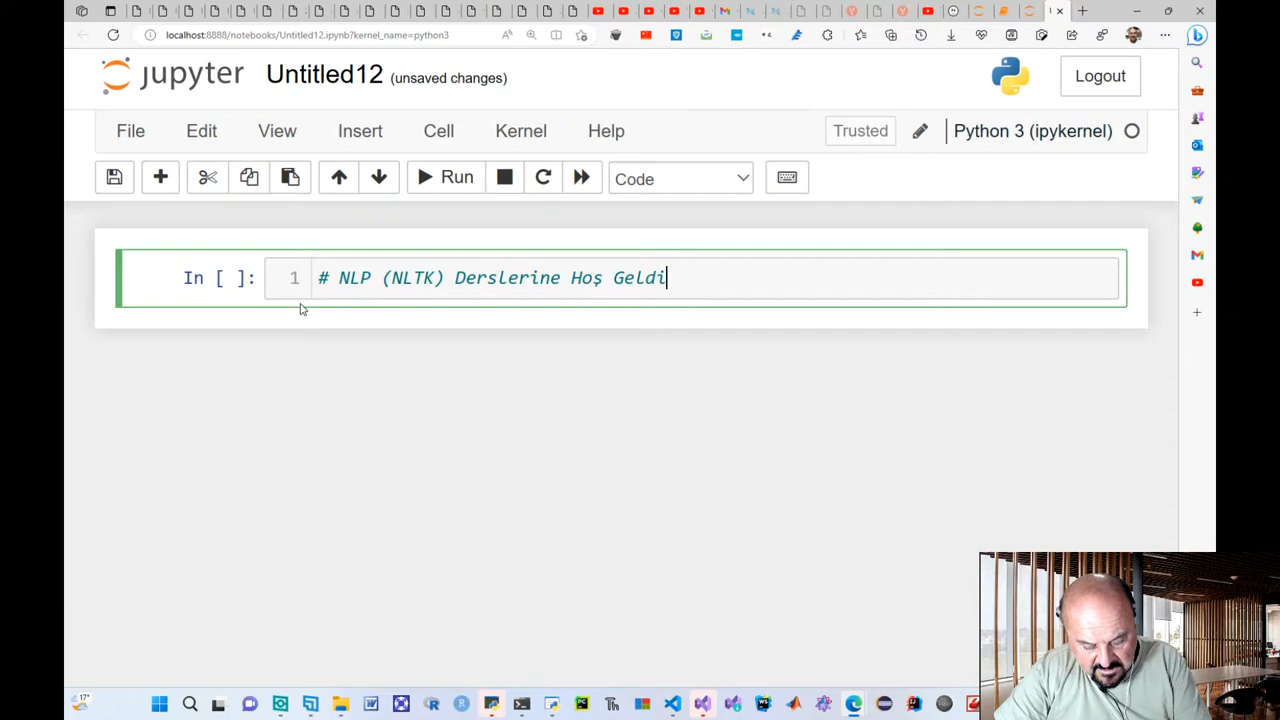 localhost:8888/notebooks/Untitled12.ipynb?kernel_name=python3
jupyter Untitled12 (unsaved changes)
Logout
File Edit View Insert Cell Kernel Help
Trusted
Python 3 (ipykernel)
Run
Code
In [ ]:
1 # NLP (NLTK) Derslerine Hoş Geldi
17°